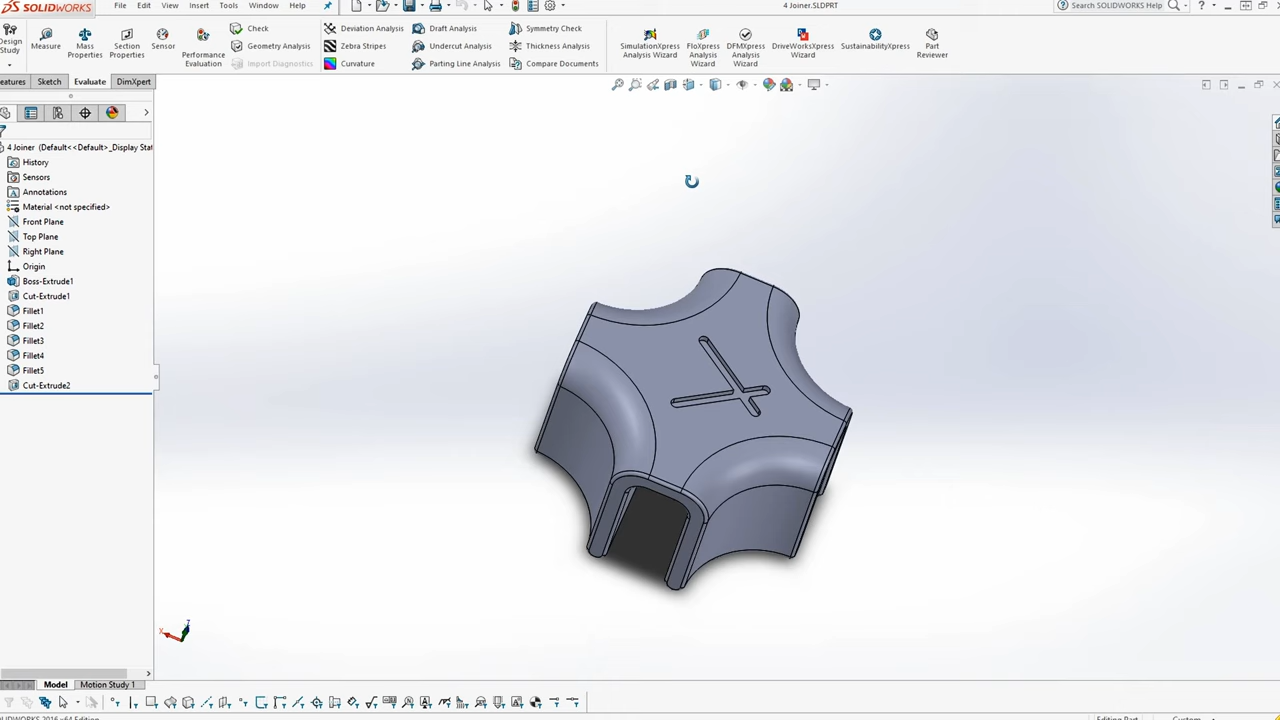 SOLIDWORKS File Edit View Insert Tools Window Help 4 Joiner.SLDPRT Search SOLIDWORKS Help
Design Study Measure Mass Properties Section Properties Sensor Performance Evaluation
Check
Geometry Analysis
Import Diagnostics
Deviation Analysis
Zebra Stripes
Curvature
Draft Analysis
Undercut Analysis
Parting Line Analysis
Symmetry Check
Thickness Analysis
Compare Documents
SimulationXpress Analysis Wizard
FloXpress Analysis Wizard
DFMXpress Analysis Wizard
DriveWorksXpress Wizard
SustainabilityXpress
Part Reviewer
eatures Sketch Evaluate DimXpert
4 Joiner (Default<<Default>_Display Stat
History
Sensors
Annotations
Material <not specified>
Front Plane
Top Plane
Right Plane
Origin
Boss-Extrude1
Cut-Extrude1
Fillet1
Fillet2
Fillet3
Fillet4
Fillet5
Cut-Extrude2
X Z
Model Motion Study 1
SOLIDWORKS 2016 x64 Edition Editing Part Custom